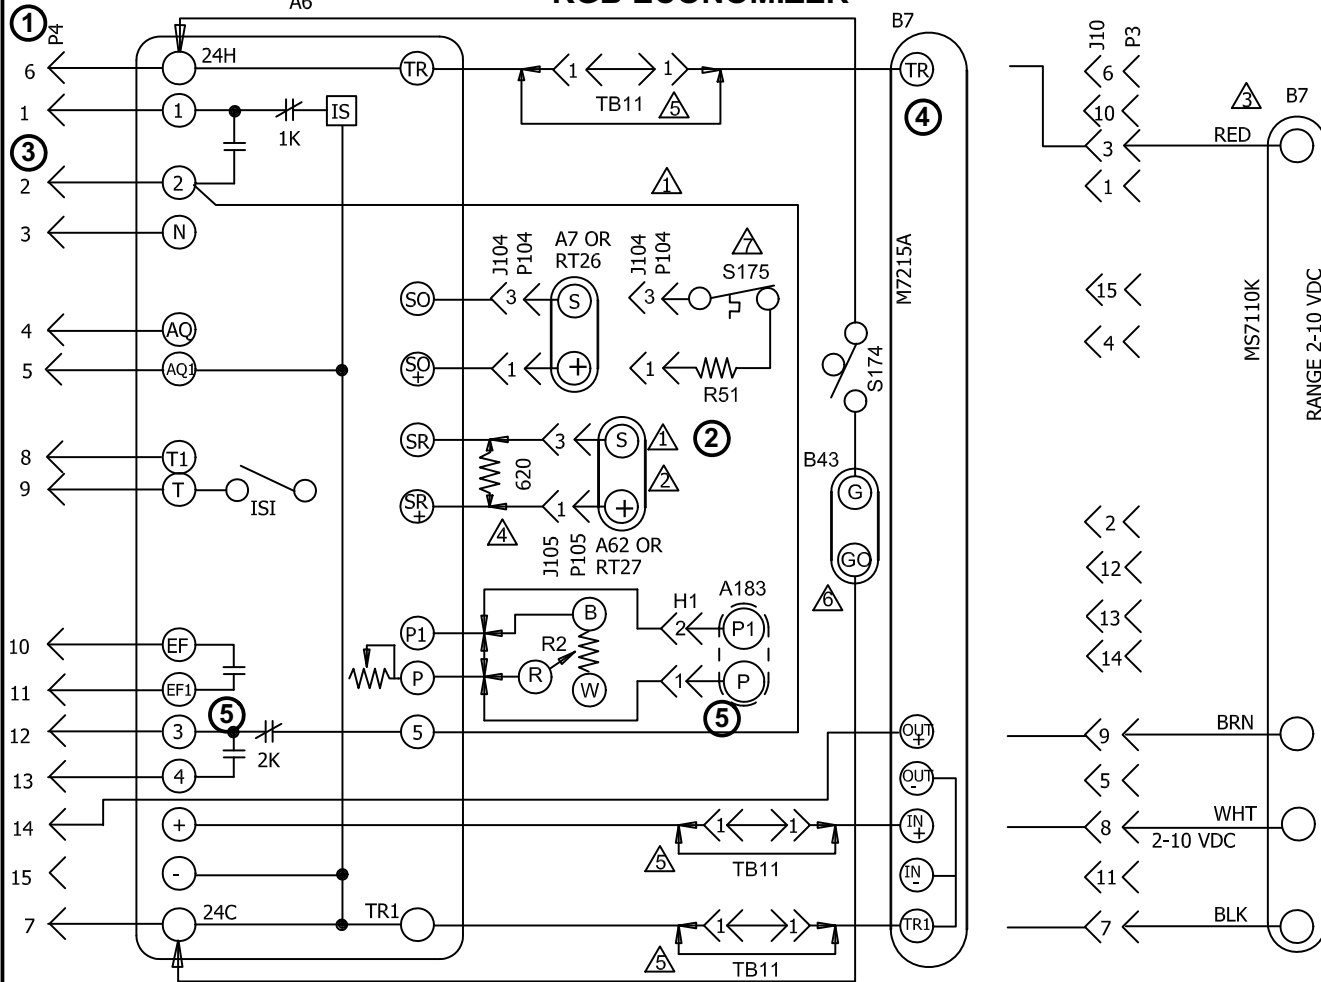 A6
1
P4
B7
J10
P3
6
24H
TR
1
1
TR
6
TB11
5
4
3
B7
1
1
IS
10
1K
RED
3
3
2
2
1
1
3
N
J104
P104
A7 OR
RT26
J104
P104
7
S175
M7215A
SO
3
S
3
15
MS7110K
RANGE 2-10 VDC
4
AQ
4
5
AQ1
SO
+
1
+
1
R51
S174
SR
3
S
1
2
8
T1
620
2
B43
9
T
ISI
SR
+
1
+
G
4
J105
P105
A62 OR
RT27
2
GO
12
6
H1
A183
B
13
10
EF
P1
2
P1
R2
14
11
EF1
P
R
W
1
P
5
5
12
3
5
OUT
+
9
BRN
2K
13
4
OUT
-
5
14
+
1
1
IN
+
8
WHT
2-10 VDC
5
TB11
15
-
IN
-
11
7
24C
TR1
1
1
TR1
7
BLK
5
TB11